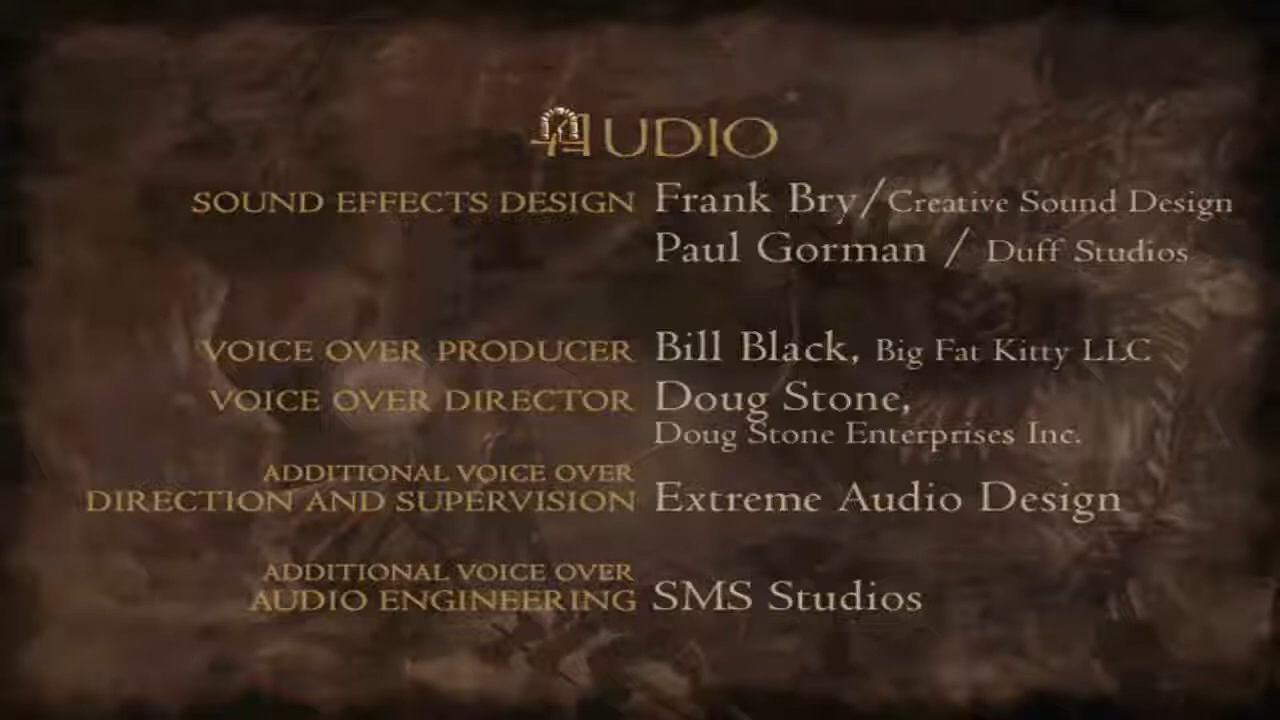 AUDIO
SOUND EFFECTS DESIGN Frank Bry/Creative Sound Design
Paul Gorman / Duff Studios
VOICE OVER PRODUCER Bill Black, Big Fat Kitty LLC
VOICE OVER DIRECTOR Doug Stone,
Doug Stone Enterprises Inc.
ADDITIONAL VOICE OVER
DIRECTION AND SUPERVISION Extreme Audio Design
ADDITIONAL VOICE OVER
AUDIO ENGINEERING SMS Studios